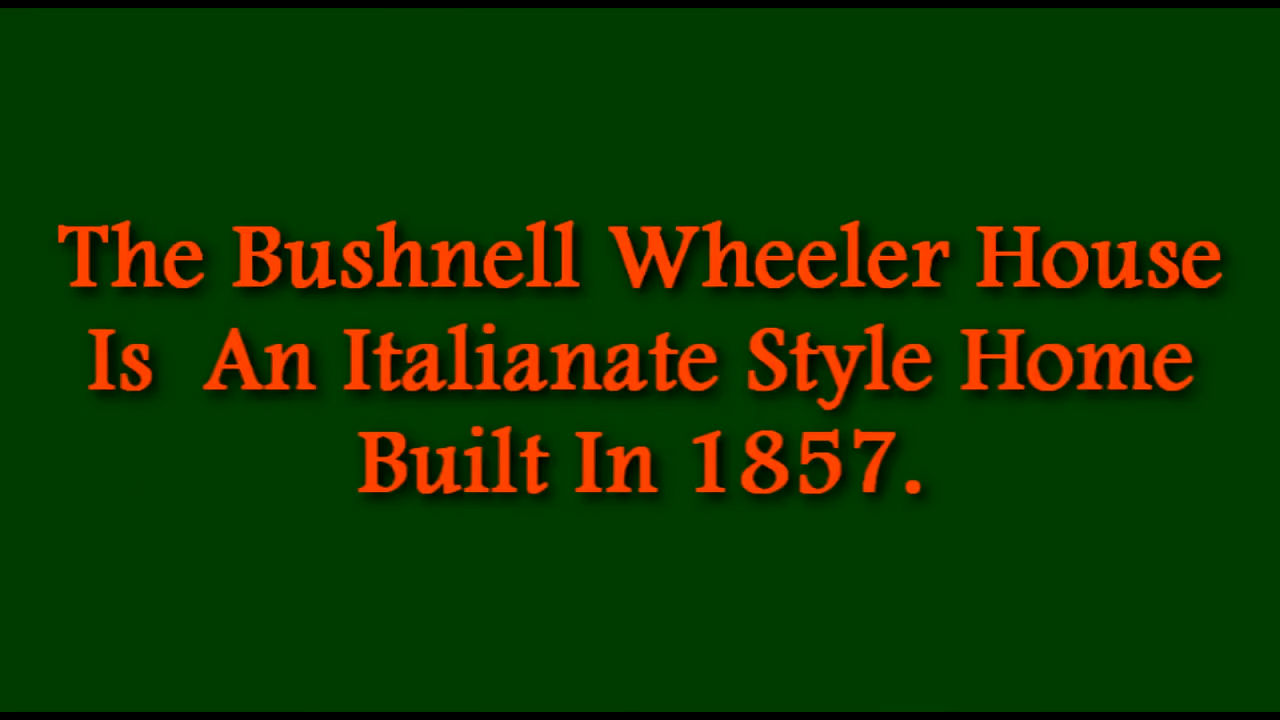 The Bushnell Wheeler House
Is  An Italianate Style Home
Built In 1857.